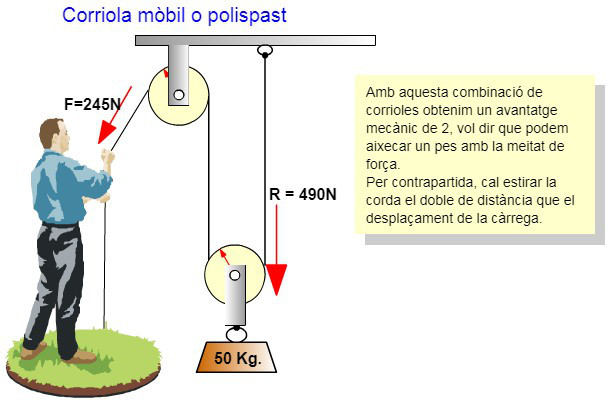 Corriola mòbil o polispast
F=245N
Amb aquesta combinació de
corrioles obtenim un avantatge
mecànic de 2, vol dir que podem
aixecar un pes amb la meitat de
força.
Per contrapartida, cal estirar la
corda el doble de distància que el
desplaçament de la càrrega.
R = 490N
50 Kg.